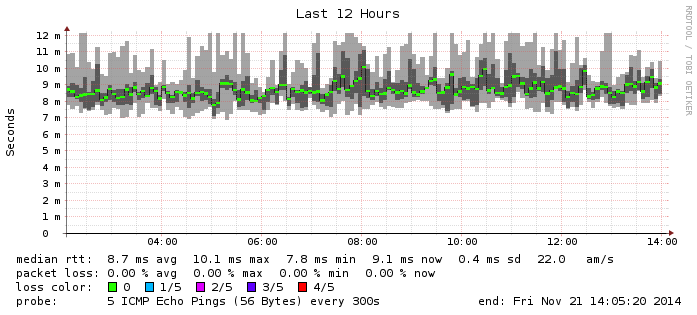 Last 12 Hours
RRDTOOL / TOBI OETIKER
Seconds
12 m
11 m
10 m
9 m
8 m
7 m
6 m
5 m
4 m
3 m
2 m
1 m
0
04:00 06:00 08:00 10:00 12:00 14:00
median rtt: 8.7 ms avg 10.1 ms max 7.8 ms min 9.1 ms now 0.4 ms sd 22.0 am/s
packet loss: 0.00 % avg 0.00 % max 0.00 % min 0.00 % now
loss color: 0 1/5 2/5 3/5 4/5
probe: 5 ICMP Echo Pings (56 Bytes) every 300s end: Fri Nov 21 14:05:20 2014